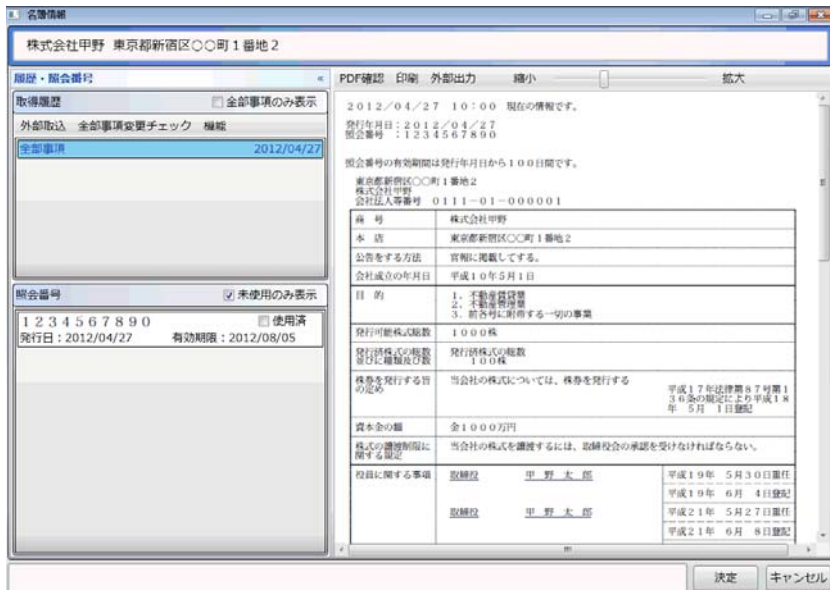 名簿情報
株式会社甲野 東京都新宿区〇〇町1番地2
履歴・照会番号 «
取得履歴 全部事項のみ表示
外部取込 全部事項変更チェック 機能
全部事項 2012/04/27
照会番号 未使用のみ表示
1234567890 使用済
発行日:2012/04/27 有効期限:2012/08/05
PDF確認 印刷 外部出力 縮小 拡大
2012/04/27 10:00 現在の情報です。
発行年月日:2012/04/27
照会番号 :1234567890
照会番号の有効期間は発行年月日から100日間です。
東京都新宿区〇〇町1番地2
株式会社甲野
会社法人等番号 0111-01-000001
商 号 株式会社甲野
本 店 東京都新宿区〇〇町1番地2
公告をする方法 官報に掲載してする。
会社成立の年月日 平成10年5月1日
目 的 1.不動産賃貸業
2.不動産管理業
3.前各号に附帯する一切の事業
発行可能株式総数 1000株
発行済株式の総数 発行済株式の総数
並びに種類及び数 100株
株券を発行する旨 当会社の株式については、株券を発行する
の定め 平成17年法律第87号第1
36条の規定により平成18
年 5月 1日登記
資本金の額 金1000万円
株式の譲渡制限に 当会社の株式を譲渡するには、取締役会の承認を受けなければならない。
関する規定
役員に関する事項 取締役 甲 野 太 郎 平成19年 5月30日重任
平成19年 6月 4日登記
取締役 甲 野 太 郎 平成21年 5月27日重任
平成21年 6月 8日登記
決定 キャンセル